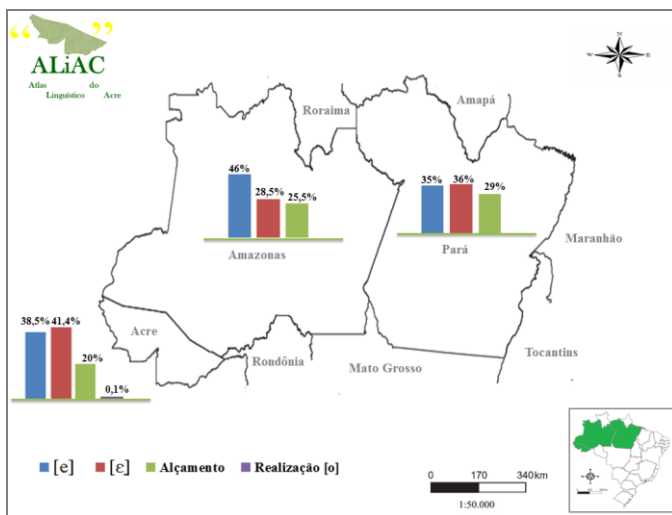 “ ”
ALiAC
Atlas do
Linguístico Acre
N
W E
S
Roraima
Amapá
46%
28,5%
25,5%
35%
36%
29%
Amazonas
Pará
Maranhão
38,5%
41,4%
20%
0,1%
Acre
Rondônia
Mato Grosso
Tocantins
[e]
[ɛ]
Alçamento
Realização [o]
0 170 340km
1:50.000